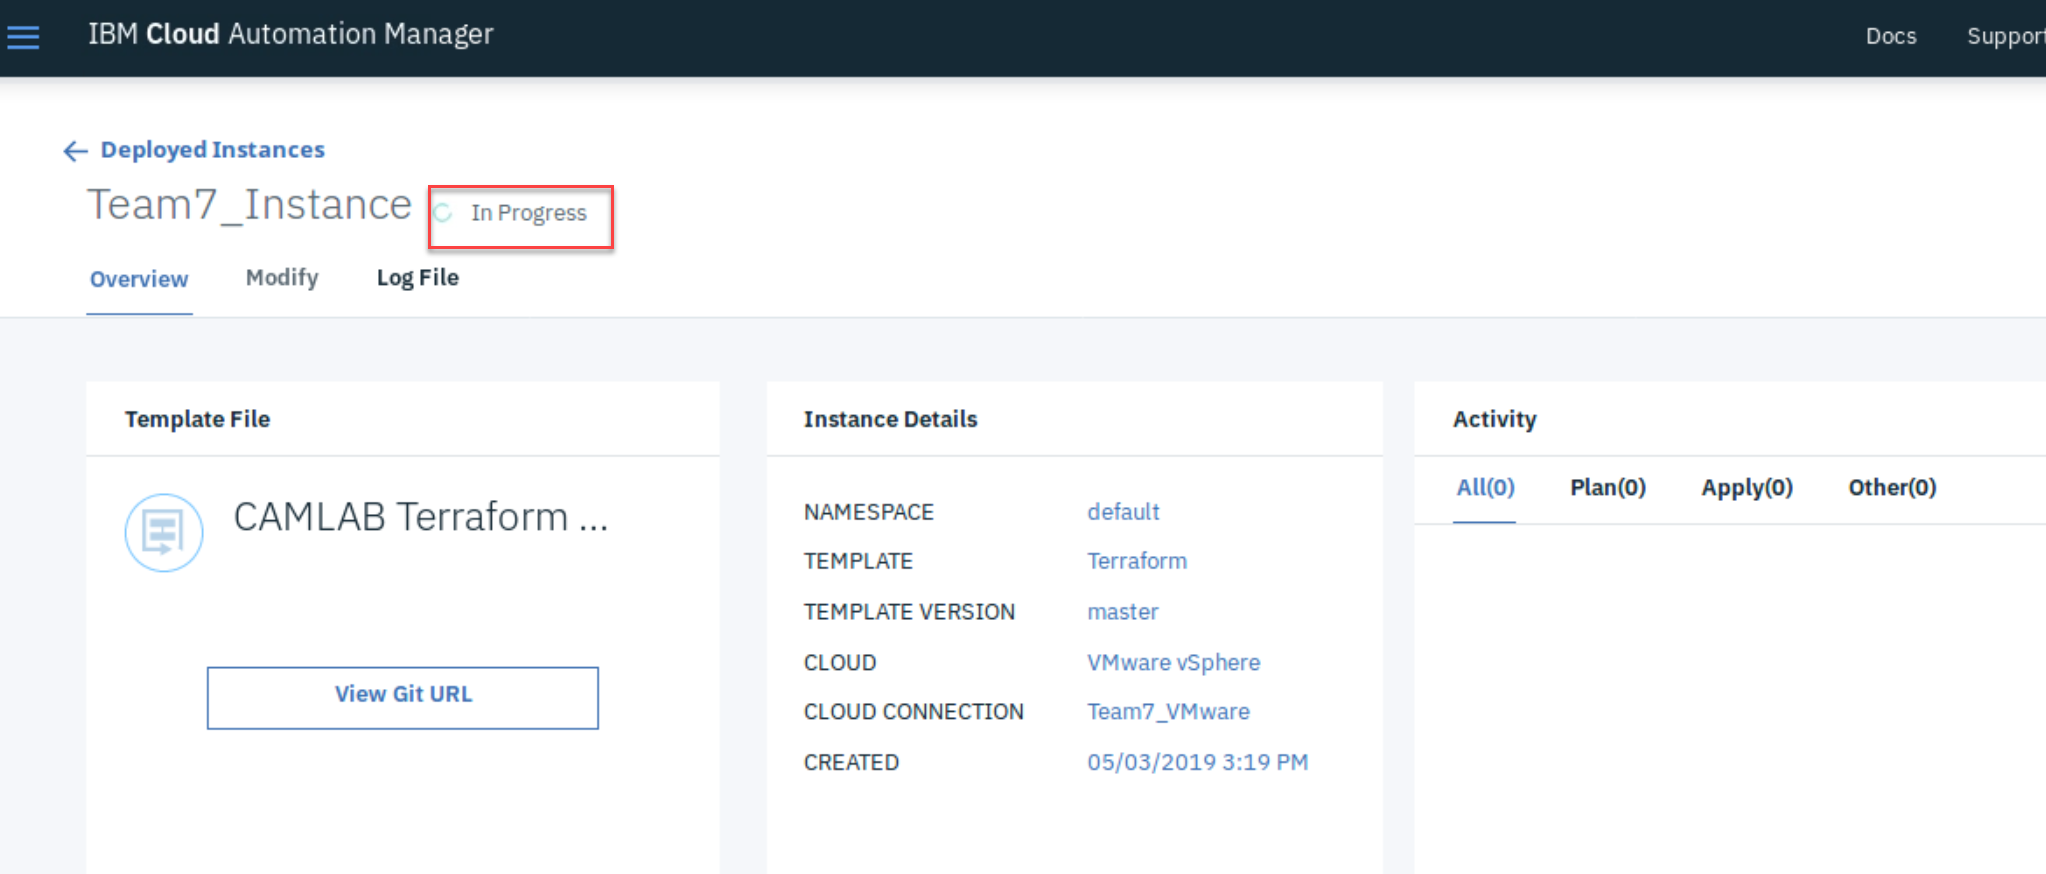 IBM Cloud Automation Manager
Docs
Support
Deployed Instances
Team7_Instance
In Progress
Overview
Modify
Log File
Template File
CAMLAB Terraform ...
View Git URL
Instance Details
NAMESPACE default
TEMPLATE Terraform
TEMPLATE VERSION master
CLOUD VMware vSphere
CLOUD CONNECTION Team7_VMware
CREATED 05/03/2019 3:19 PM
Activity
All(0) Plan(0) Apply(0) Other(0)